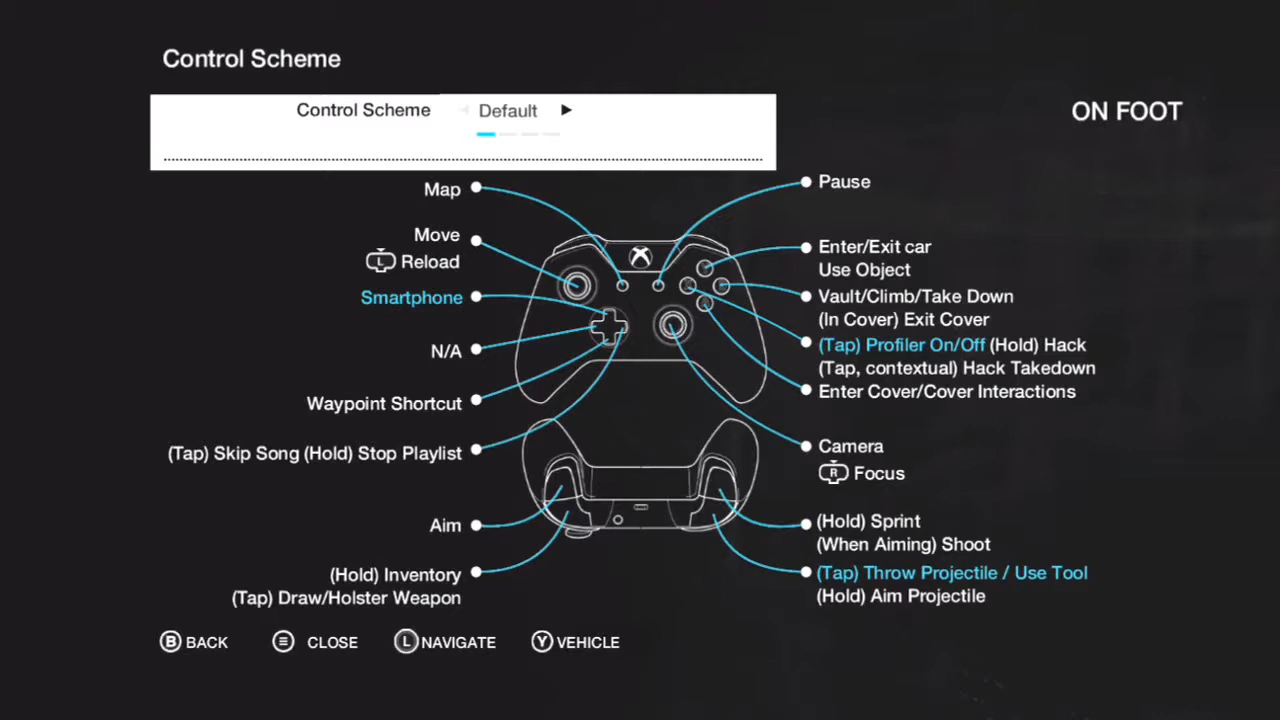 Control Scheme
Control Scheme Default
ON FOOT
Map
Move
L Reload
Smartphone
N/A
Waypoint Shortcut
(Tap) Skip Song (Hold) Stop Playlist
Aim
(Hold) Inventory
(Tap) Draw/Holster Weapon
Pause
Enter/Exit car
Use Object
Vault/Climb/Take Down
(In Cover) Exit Cover
(Tap) Profiler On/Off (Hold) Hack
(Tap, contextual) Hack Takedown
Enter Cover/Cover Interactions
Camera
R Focus
(Hold) Sprint
(When Aiming) Shoot
(Tap) Throw Projectile / Use Tool
(Hold) Aim Projectile
B BACK CLOSE L NAVIGATE Y VEHICLE